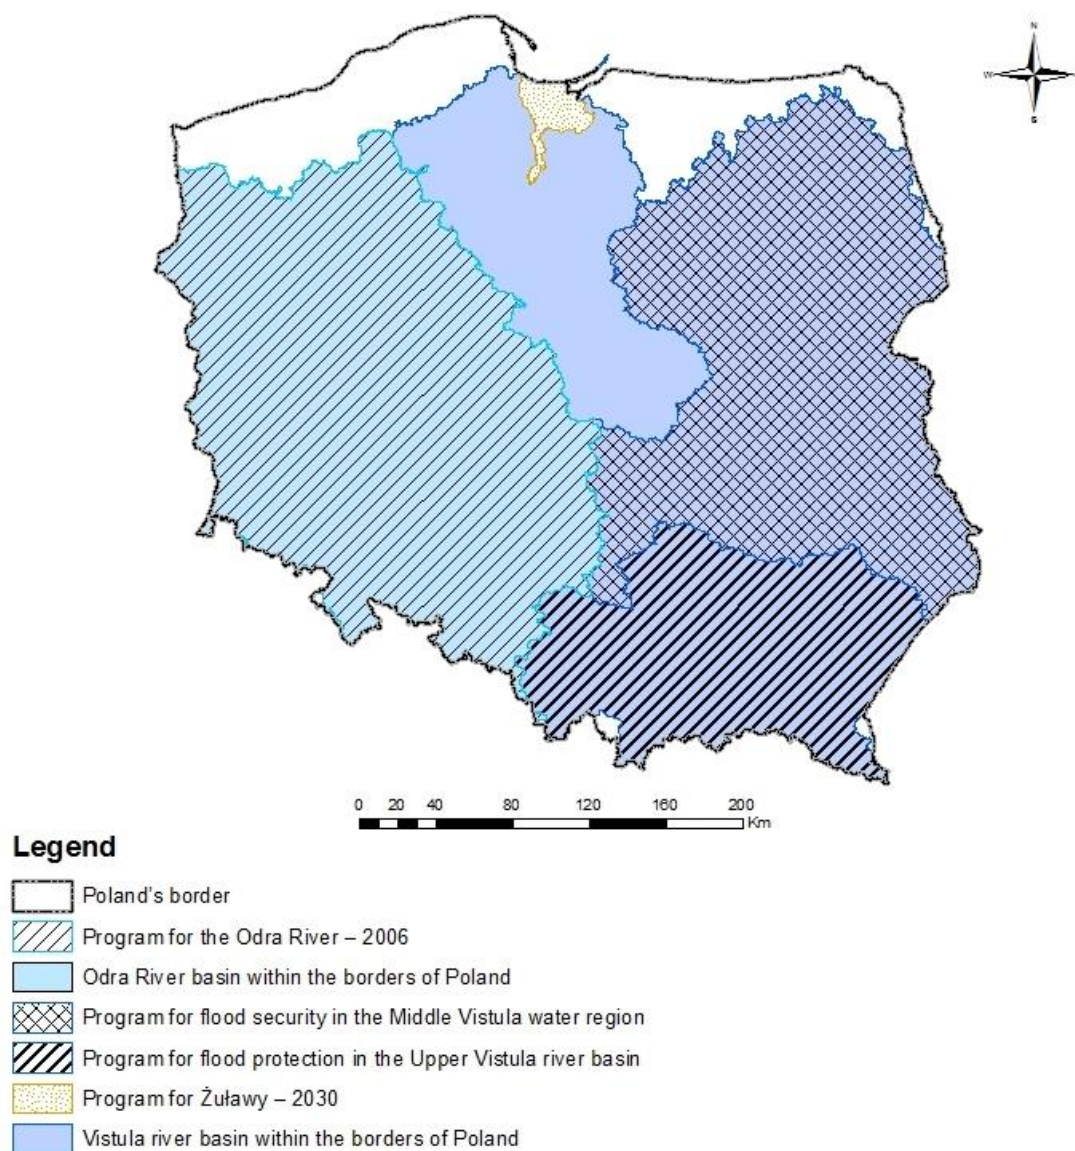 N
W
S
0 20 40 80 120 160 200
Km
Legend
Poland's border
Program for the Odra River – 2006
Odra River basin within the borders of Poland
Program for flood security in the Middle Vistula water region
Program for flood protection in the Upper Vistula river basin
Program for Żuławy – 2030
Vistula river basin within the borders of Poland